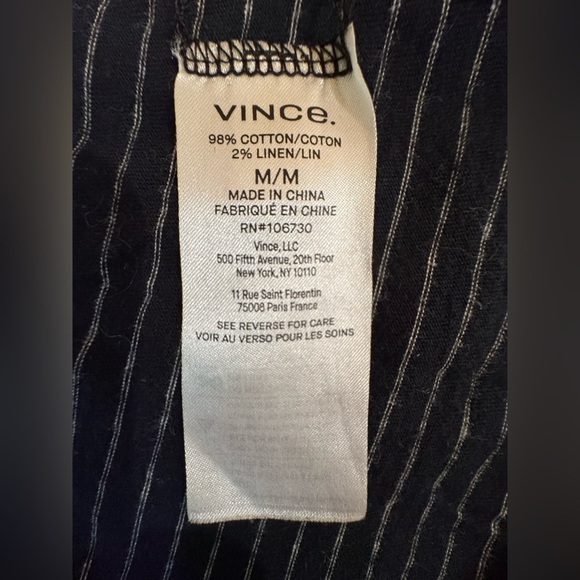 VINCe.
98% COTTON/COTON
2% LINEN/LIN
M/M
MADE IN CHINA
FABRIQUÉ EN CHINE
RN#106730
Vince, LLC
500 Fifth Avenue, 20th Floor
New York, NY 10110
11 Rue Saint Florentin
75008 Paris France
SEE REVERSE FOR CARE
VOIR AU VERSO POUR LES SOINS